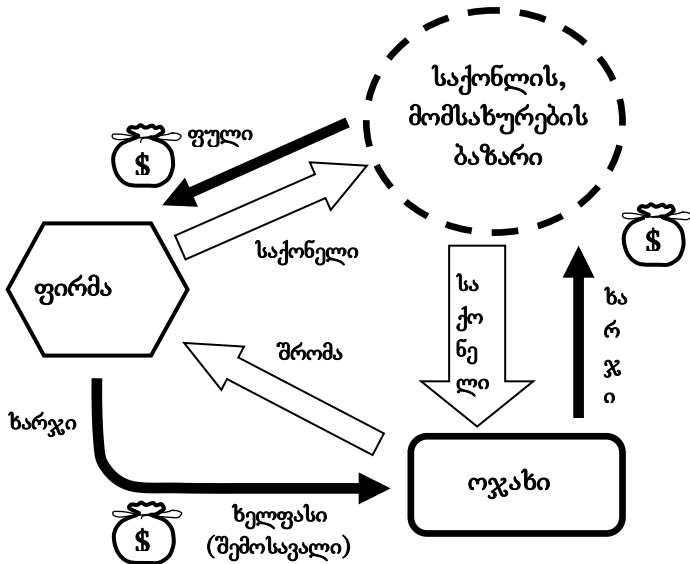 საქონლის,
მომსახურების
ბაზარი
ფული
$
საქონელი
$
ფირმა
სა
ქო
ნე
ლი
ხა
რ
ჯ
ი
შრომა
ხარჯი
ოჯახი
ხელფასი
(შემოსავალი)
$